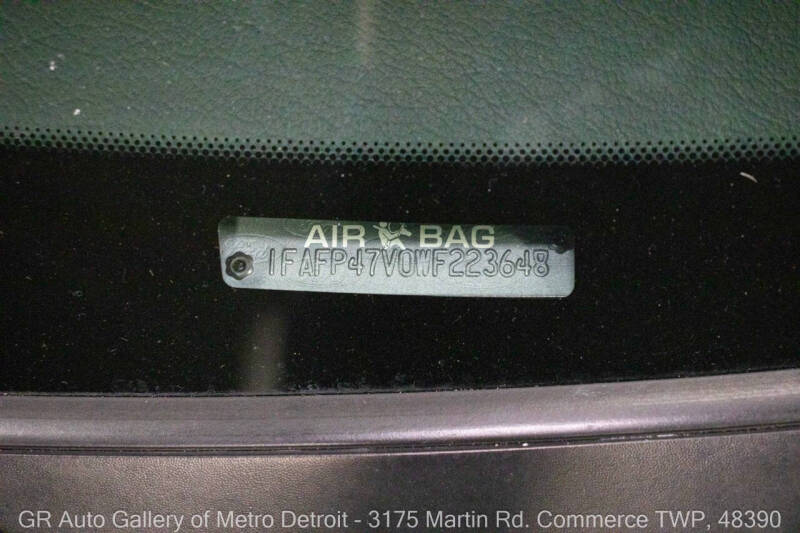 AIR BAG
1FAFP47V0WF223648
GR Auto Gallery of Metro Detroit - 3175 Martin Rd. Commerce TWP, 48390